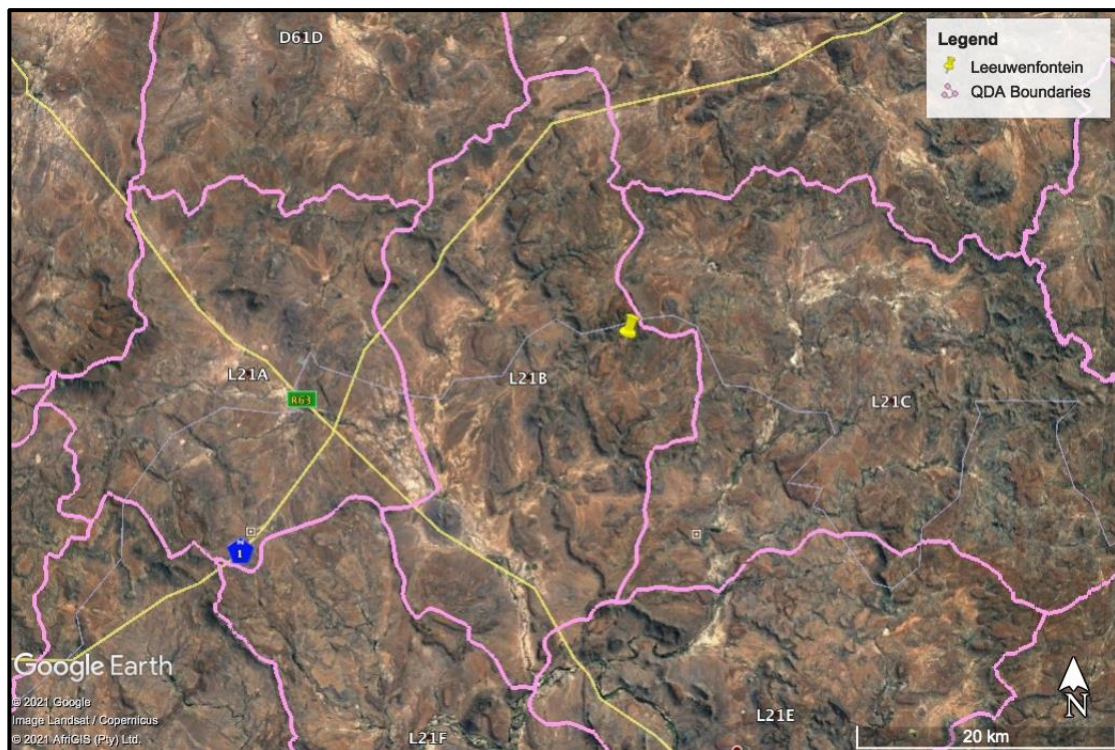 D61D
Legend
Leeuwenfontein
QDA Boundaries
L21A
L21B
R63
L21C
1
Google Earth
© 2021 Google
Image Landsat / Copernicus
© 2021 AfriGIS (Pty) Ltd.
L21F
L21E
20 km
N